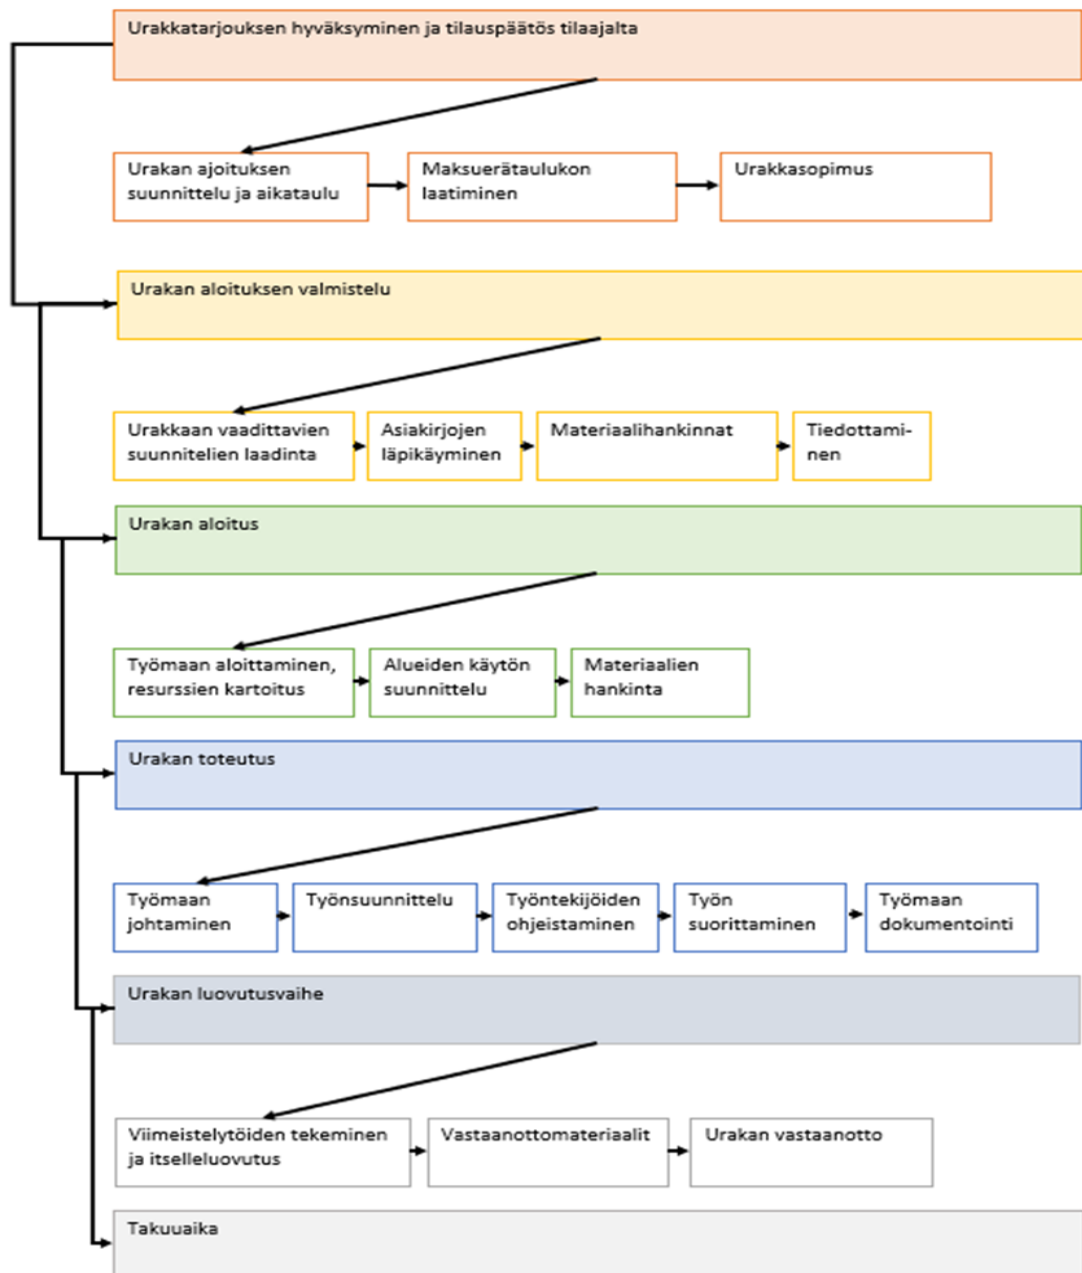 Urakkatarjouksen hyväksyminen ja tilauspäätös tilaajalta
Urakan ajoituksen
suunnittelu ja aikataulu
Maksuerätaulukon
laatiminen
Urakkasopimus
Urakan aloituksen valmistelu
Urakkaan vaadittavien
suunnitelien laadinta
Asiakirjojen
läpikäyminen
Materiaalihankinnat
Tiedottami-
nen
Urakan aloitus
Työmaan aloittaminen,
resurssien kartoitus
Alueiden käytön
suunnittelu
Materiaalien
hankinta
Urakan toteutus
Työmaan
johtaminen
Työnsuunnittelu
Työntekijöiden
ohjeistaminen
Työn
suorittaminen
Työmaan
dokumentointi
Urakan luovutusvaihe
Viimeistelytöiden tekeminen
ja itselleluovutus
Vastaanottomateriaalit
Urakan vastaanotto
Takuuaika